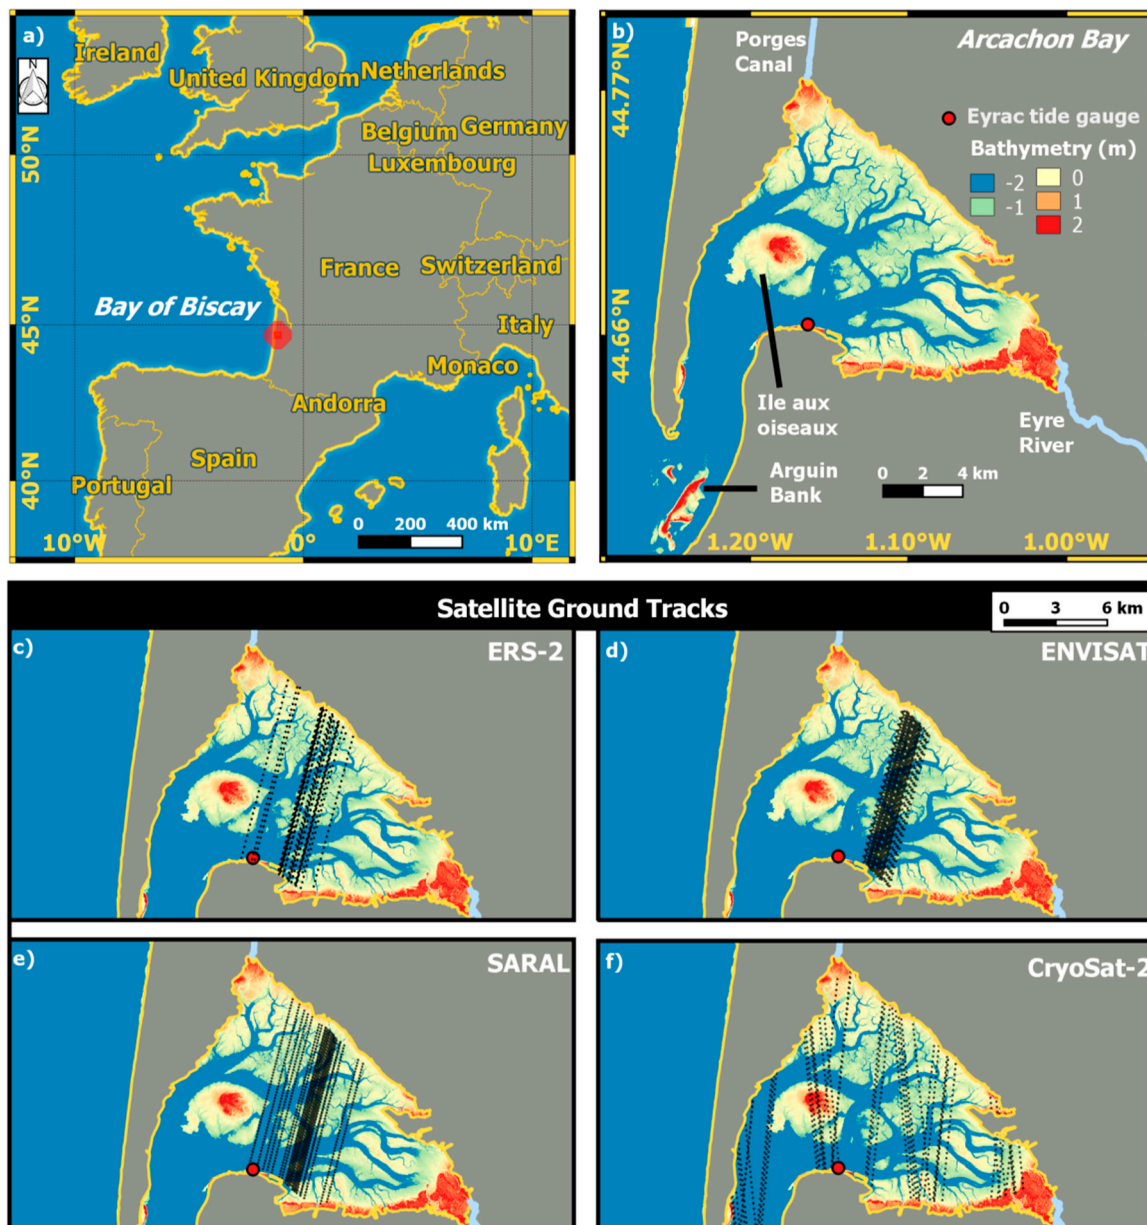 a)
N
Ireland
United Kingdom
Netherlands
Belgium
Germany
Luxembourg
France
Switzerland
Bay of Biscay
Italy
Monaco
Andorra
Spain
Portugal
50°N
45°N
40°N
0 200 400 km
10°W
0°
10°E
b)
Porges
Canal
Arcachon Bay
Eyrac tide gauge
Bathymetry (m)
-2
0
-1
1
2
44.77°N
44.66°N
Ile aux
oiseaux
Eyre
River
Arguin
Bank
0 2 4 km
1.20°W
1.10°W
1.00°W
Satellite Ground Tracks
0 3 6 km
c)
ERS-2
d)
ENVISAT
e)
SARAL
f)
CryoSat-2